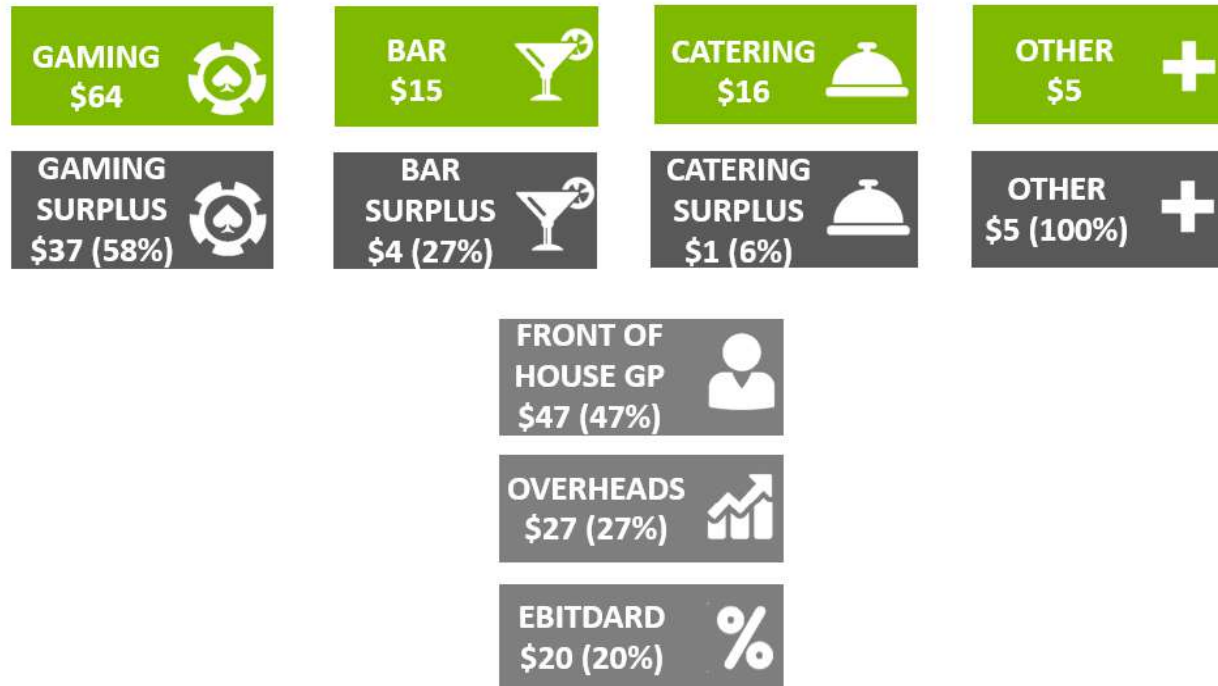 GAMING
$64
BAR
$15
CATERING
$16
OTHER
$5
GAMING
SURPLUS
$37 (58%)
BAR
SURPLUS
$4 (27%)
CATERING
SURPLUS
$1 (6%)
OTHER
$5 (100%)
FRONT OF
HOUSE GP
$47 (47%)
OVERHEADS
$27 (27%)
EBITDARD
$20 (20%)
%